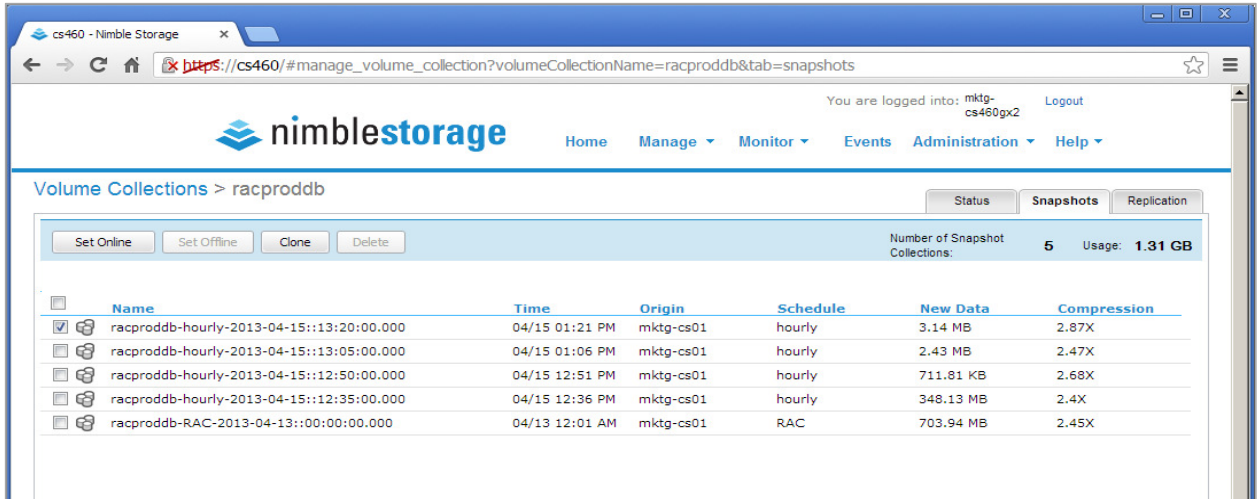 cs460 - Nimble Storage
https://cs460/#manage_volume_collection?volumeCollectionName=racproddb&tab=snapshots
You are logged into: mktg-cs460gx2 Logout
nimblestorage
Home Manage Monitor Events Administration Help
Volume Collections > racproddb
Status Snapshots Replication
Set Online Set Offline Clone Delete Number of Snapshot Collections: 5 Usage: 1.31 GB
Name Time Origin Schedule New Data Compression
racproddb-hourly-2013-04-15::13:20:00.000 04/15 01:21 PM mktg-cs01 hourly 3.14 MB 2.87X
racproddb-hourly-2013-04-15::13:05:00.000 04/15 01:06 PM mktg-cs01 hourly 2.43 MB 2.47X
racproddb-hourly-2013-04-15::12:50:00.000 04/15 12:51 PM mktg-cs01 hourly 711.81 KB 2.68X
racproddb-hourly-2013-04-15::12:35:00.000 04/15 12:36 PM mktg-cs01 hourly 348.13 MB 2.4X
racproddb-RAC-2013-04-13::00:00:00.000 04/13 12:01 AM mktg-cs01 RAC 703.94 MB 2.45X